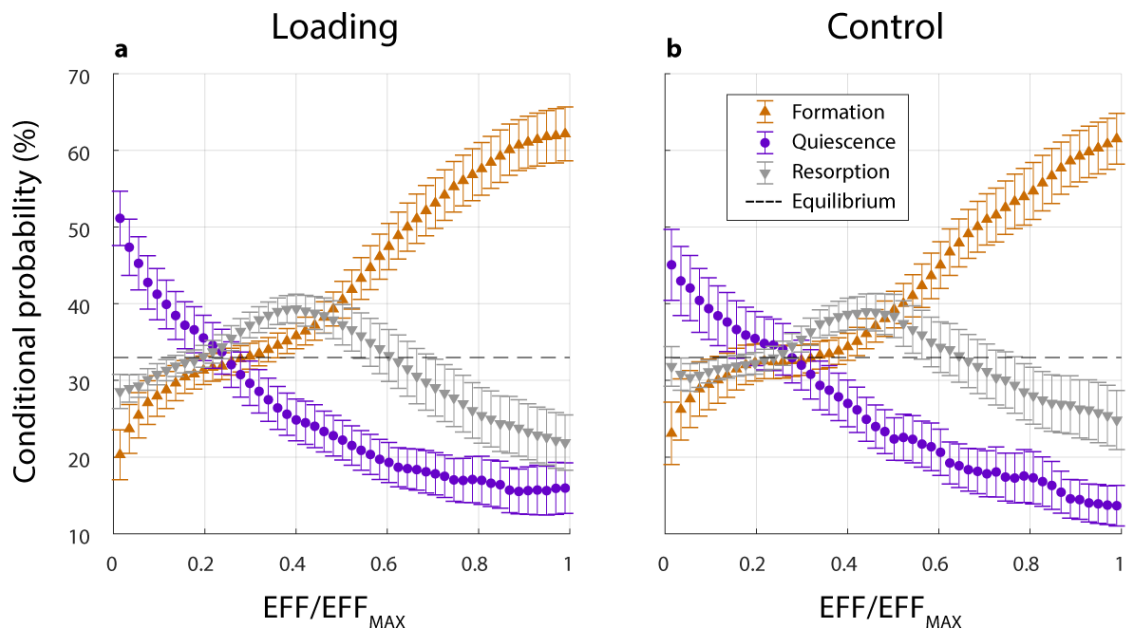 Loading
Control
a
b
Conditional probability (%)
70
60
50
40
30
20
10
0
0.2
0.4
0.6
0.8
1
EFF/EFF_MAX
Formation
Quiescence
Resorption
Equilibrium
0
0.2
0.4
0.6
0.8
1
EFF/EFF_MAX